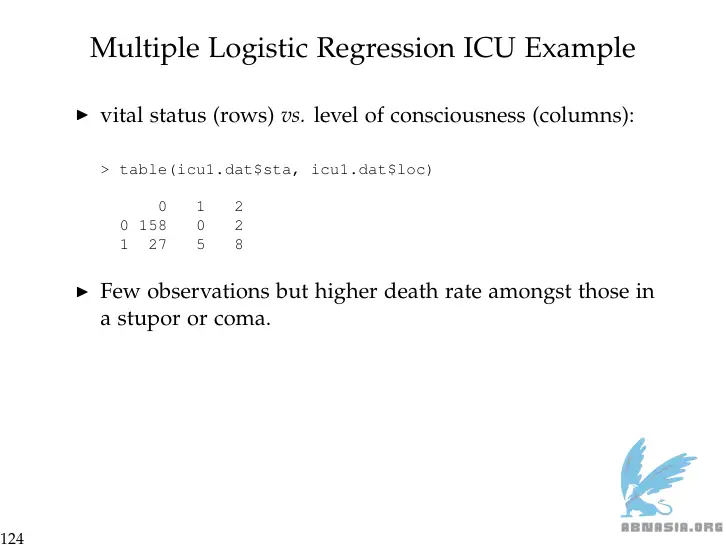 Multiple Logistic Regression ICU Example
▶ vital status (rows) vs. level of consciousness (columns):
> table(icu1.dat$sta, icu1.dat$loc)
0 1 2
0 158 0 2
1 27 5 8
▶ Few observations but higher death rate amongst those in
a stupor or coma.
ABNASIA.ORG
124